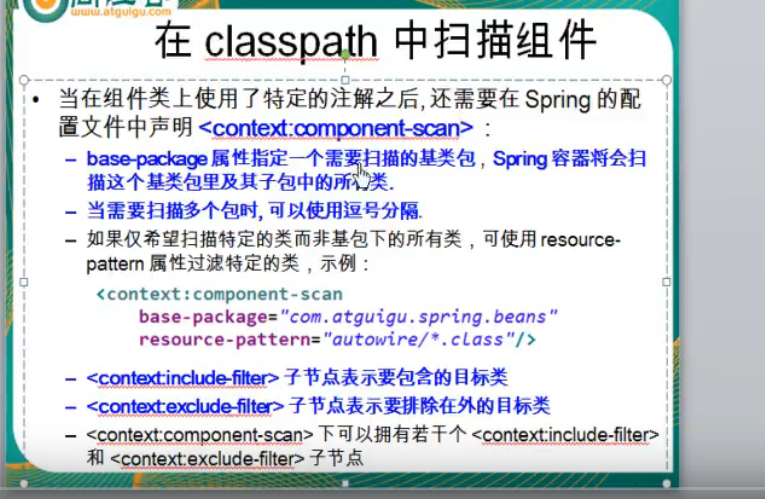 www.atguigu.com
在 classpath 中扫描组件
• 当在组件类上使用了特定的注解之后, 还需要在 Spring 的配
置文件中声明 <context:component-scan> ：
– base-package 属性指定一个需要扫描的基类包，Spring 容器将会扫
描这个基类包里及其子包中的所有类.
– 当需要扫描多个包时, 可以使用逗号分隔.
– 如果仅希望扫描特定的类而非基包下的所有类，可使用 resource-
pattern 属性过滤特定的类，示例：
<context:component-scan
base-package="com.atguigu.spring.beans"
resource-pattern="autowire/*.class"/>
– <context:include-filter> 子节点表示要包含的目标类
– <context:exclude-filter> 子节点表示要排除在外的目标类
– <context:component-scan> 下可以拥有若干个 <context:include-filter>
和 <context:exclude-filter> 子节点